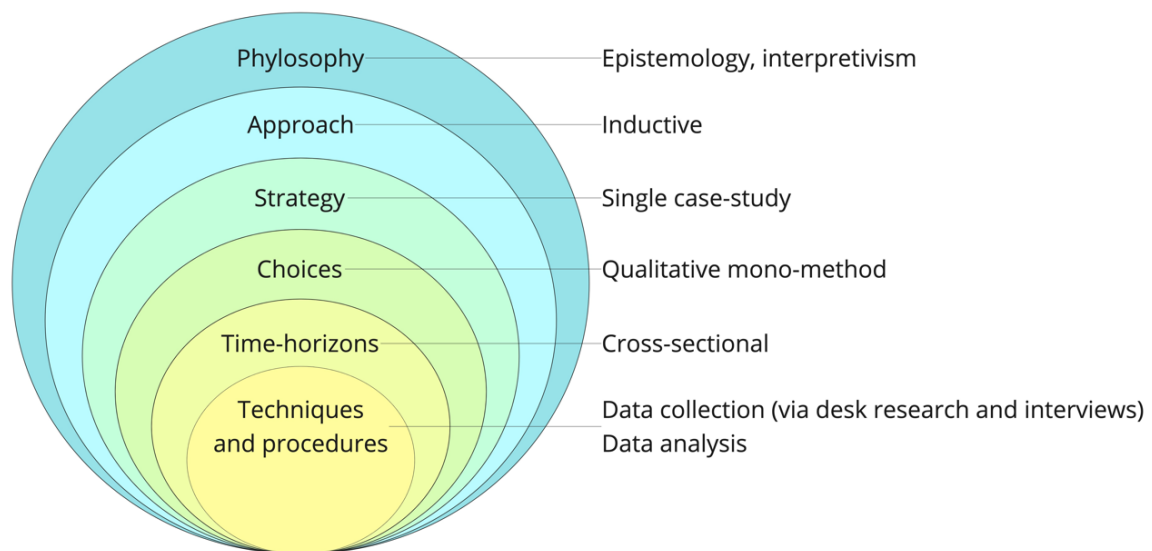 Phylosophy
Epistemology, interpretivism
Approach
Inductive
Strategy
Single case-study
Choices
Qualitative mono-method
Time-horizons
Cross-sectional
Techniques
and procedures
Data collection (via desk research and interviews)
Data analysis